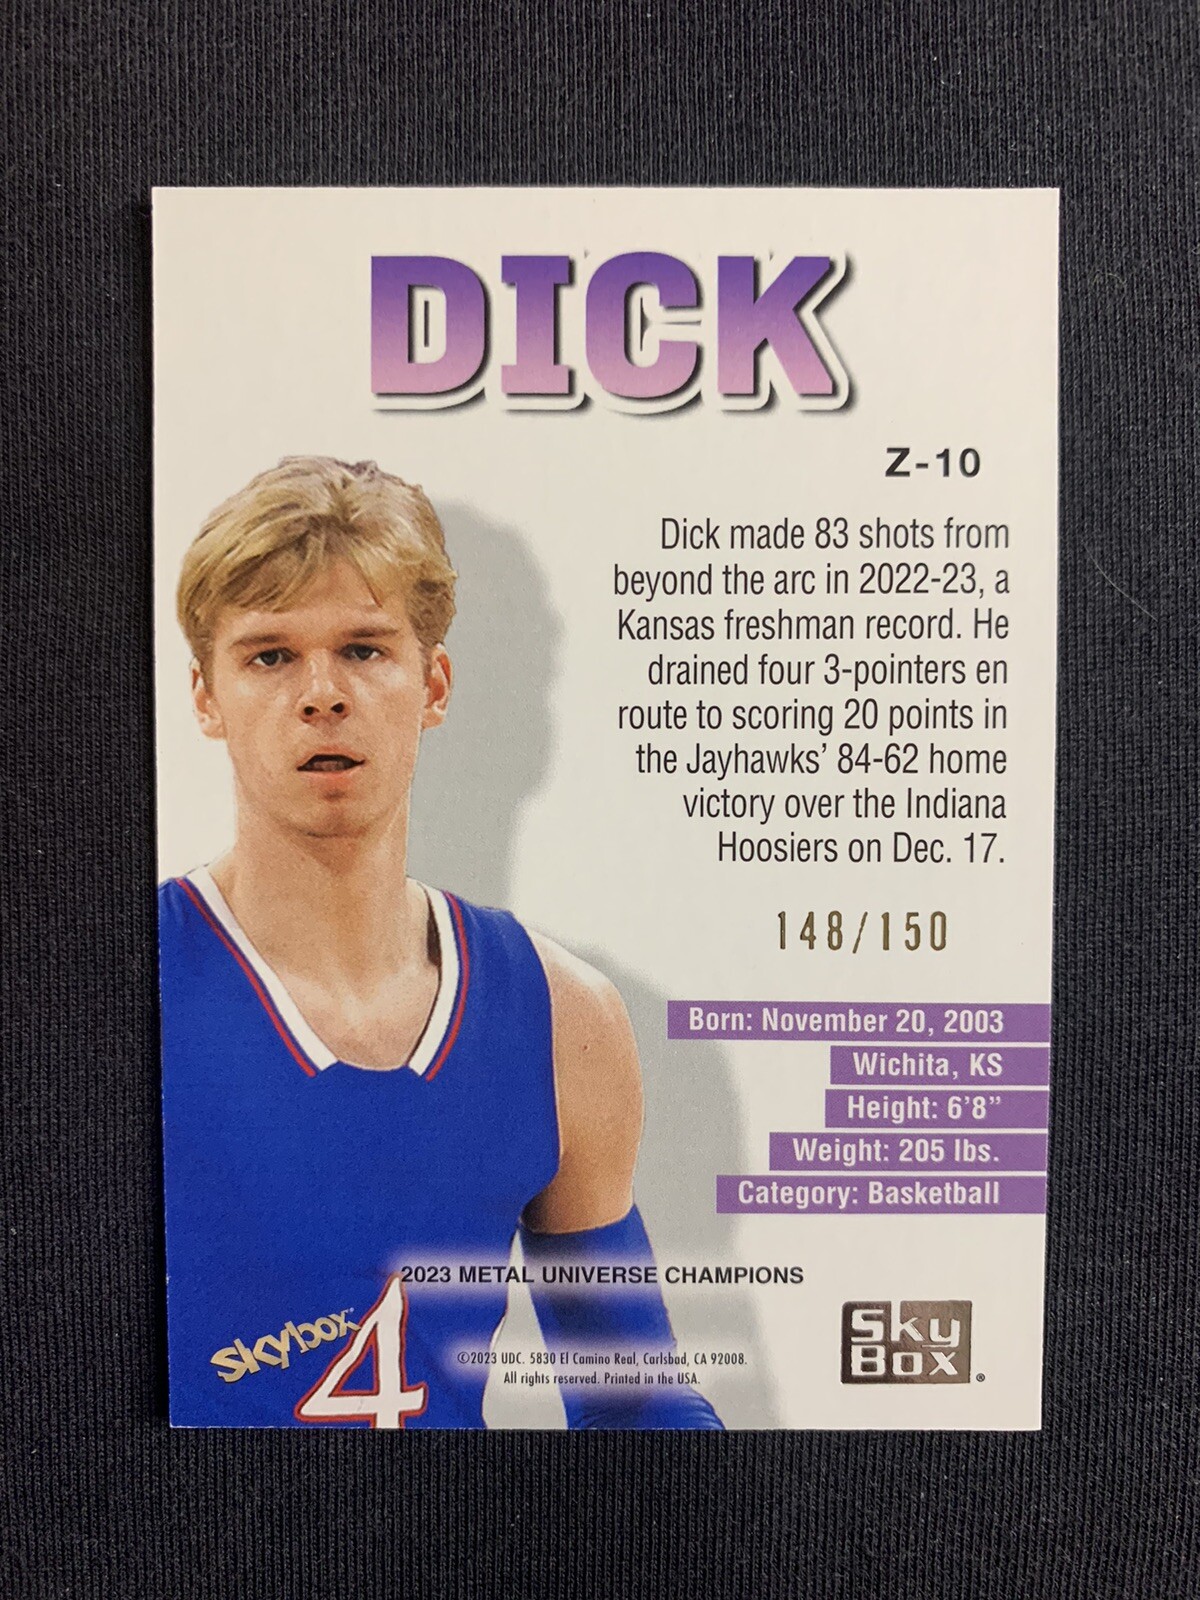 DICK
Z-10
Dick made 83 shots from
beyond the arc in 2022-23, a
Kansas freshman record. He
drained four 3-pointers en
route to scoring 20 points in
the Jayhawks’ 84-62 home
victory over the Indiana
Hoosiers on Dec. 17.
148/150
Born: November 20, 2003
Wichita, KS
Height: 6’8”
Weight: 205 lbs.
Category: Basketball
2023 METAL UNIVERSE CHAMPIONS
skybox
4
©2023 UDC. 5830 El Camino Real, Carlsbad, CA 92008.
All rights reserved. Printed in the USA.
Sky
Box®